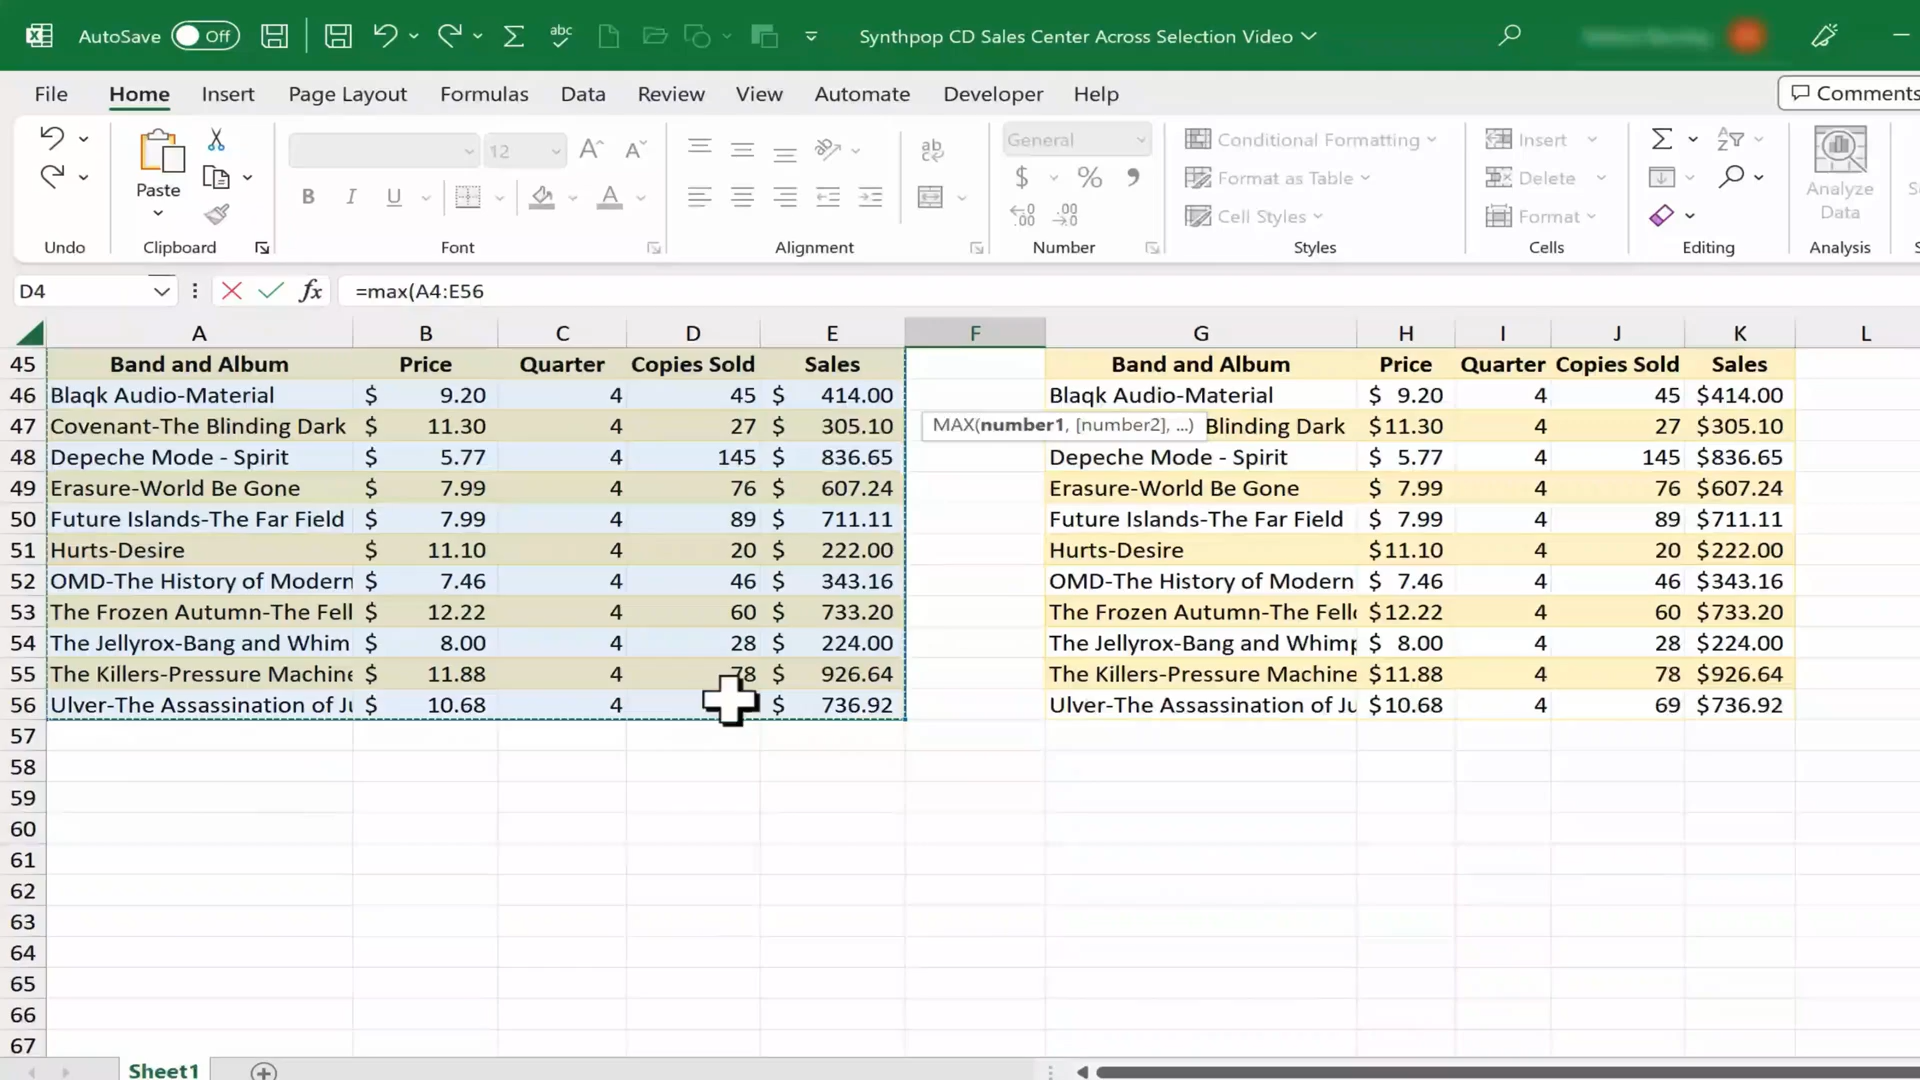 AutoSave Off abc Synthpop CD Sales Center Across Selection Video
File Home Insert Page Layout Formulas Data Review View Automate Developer Help Comments
Paste 12 A A ab General Conditional Formatting Insert Analyze Data
B I U A $ % 9 Format as Table Delete
Cell Styles Format
Undo Clipboard Font Alignment Number Styles Cells Editing Analysis
D4 fx =max(A4:E56
A B C D E F G H I J K L
45 Band and Album Price Quarter Copies Sold Sales Band and Album Price Quarter Copies Sold Sales
46 Blaqk Audio-Material $ 9.20 4 45 $ 414.00 Blaqk Audio-Material $ 9.20 4 45 $414.00
47 Covenant-The Blinding Dark $ 11.30 4 27 $ 305.10 MAX(number1, [number2], ...) Blinding Dark $11.30 4 27 $305.10
48 Depeche Mode - Spirit $ 5.77 4 145 $ 836.65 Depeche Mode - Spirit $ 5.77 4 145 $836.65
49 Erasure-World Be Gone $ 7.99 4 76 $ 607.24 Erasure-World Be Gone $ 7.99 4 76 $607.24
50 Future Islands-The Far Field $ 7.99 4 89 $ 711.11 Future Islands-The Far Field $ 7.99 4 89 $711.11
51 Hurts-Desire $ 11.10 4 20 $ 222.00 Hurts-Desire $11.10 4 20 $222.00
52 OMD-The History of Modern $ 7.46 4 46 $ 343.16 OMD-The History of Modern $ 7.46 4 46 $343.16
53 The Frozen Autumn-The Fell $ 12.22 4 60 $ 733.20 The Frozen Autumn-The Fell $12.22 4 60 $733.20
54 The Jellyrox-Bang and Whim $ 8.00 4 28 $ 224.00 The Jellyrox-Bang and Whimp $ 8.00 4 28 $224.00
55 The Killers-Pressure Machine $ 11.88 4 78 $ 926.64 The Killers-Pressure Machine $11.88 4 78 $926.64
56 Ulver-The Assassination of Ju $ 10.68 4 $ 736.92 Ulver-The Assassination of Ju $10.68 4 69 $736.92
57
58
59
60
61
62
63
64
65
66
67
Sheet1